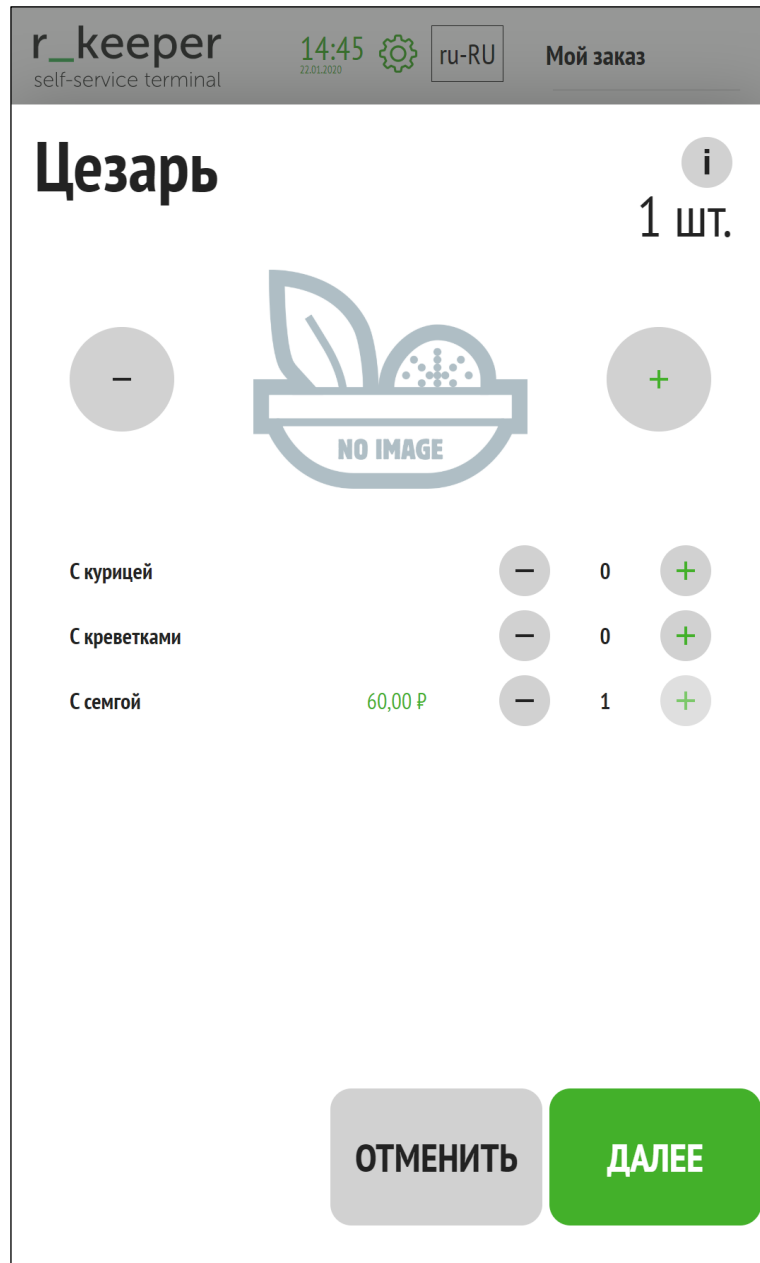 r_keeper
self-service terminal
14:45
22.01.2020
ru-RU
Мой заказ
Цезарь
i
1 шт.
–
+
NO IMAGE
С курицей – 0 +
С креветками – 0 +
С семгой 60,00 ₽ – 1 +
ОТМЕНИТЬ
ДАЛЕЕ